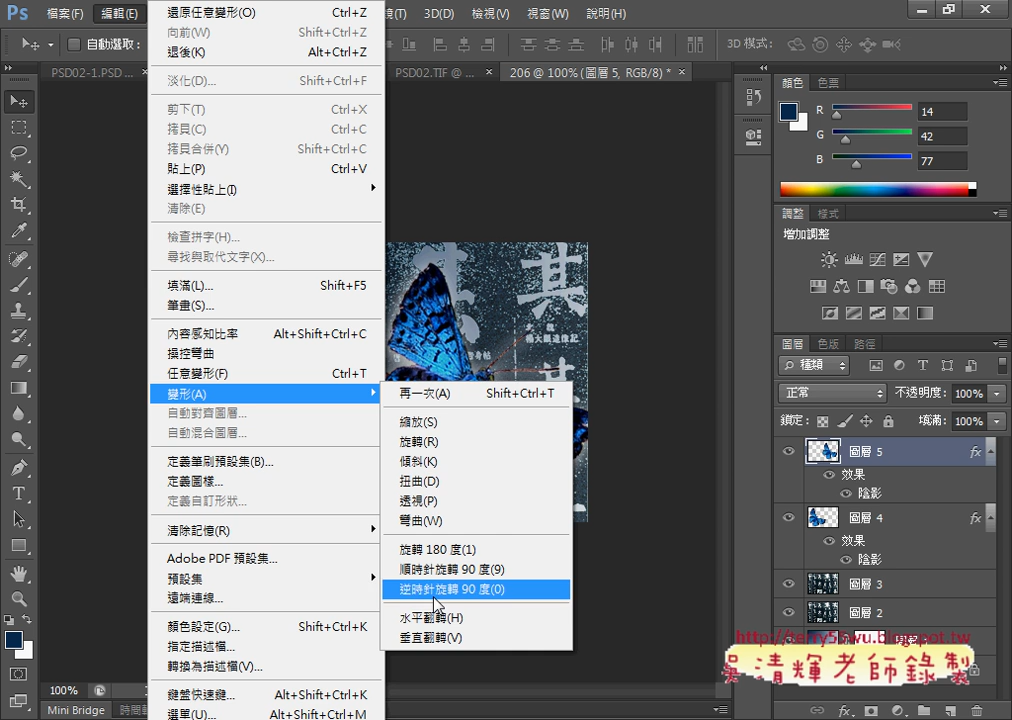 Ps 檔案(F) 編輯(E) (T) 3D(D) 檢視(V) 視窗(W) 說明(H)
自動選取: 3D 模式:
PSD02-1.PSD ... × PSD02.TIF @ ... × 206 @ 100% (圖層 5, RGB/8) * ×
還原任意變形(O) Ctrl+Z
向前(W) Shift+Ctrl+Z
退後(K) Alt+Ctrl+Z
淡化(D)... Shift+Ctrl+F
剪下(T) Ctrl+X
拷貝(C) Ctrl+C
拷貝合併(Y) Shift+Ctrl+C
貼上(P) Ctrl+V
選擇性貼上(I)
清除(E)
檢查拼字(H)...
尋找與取代文字(X)...
填滿(L)... Shift+F5
筆畫(S)...
內容感知比率 Alt+Shift+Ctrl+C
操控彎曲
任意變形(F) Ctrl+T
變形(A)
自動對齊圖層...
自動混合圖層...
定義筆刷預設集(B)...
定義圖樣...
定義自訂形狀...
清除記憶(R)
Adobe PDF 預設集...
預設集
遠端連線...
顏色設定(G)... Shift+Ctrl+K
指定描述檔...
轉換為描述檔(V)...
鍵盤快速鍵... Alt+Shift+Ctrl+K
選單(U)... Alt+Shift+Ctrl+M
再一次(A) Shift+Ctrl+T
縮放(S)
旋轉(R)
傾斜(K)
扭曲(D)
透視(P)
彎曲(W)
旋轉 180 度(1)
順時針旋轉 90 度(9)
逆時針旋轉 90 度(0)
水平翻轉(H)
垂直翻轉(V)
其
其
楊大眼造像記
顏色 色票
R 14
G 42
B 77
調整 樣式
增加調整
圖層 色版 路徑
種類
正常 不透明度: 100%
鎖定: 填滿: 100%
圖層 5 fx
效果
陰影
圖層 4 fx
效果
陰影
圖層 3
圖層 2
http://terry55wu.blogspot.tw
吳清輝老師錄製
100%
Mini Bridge 時間